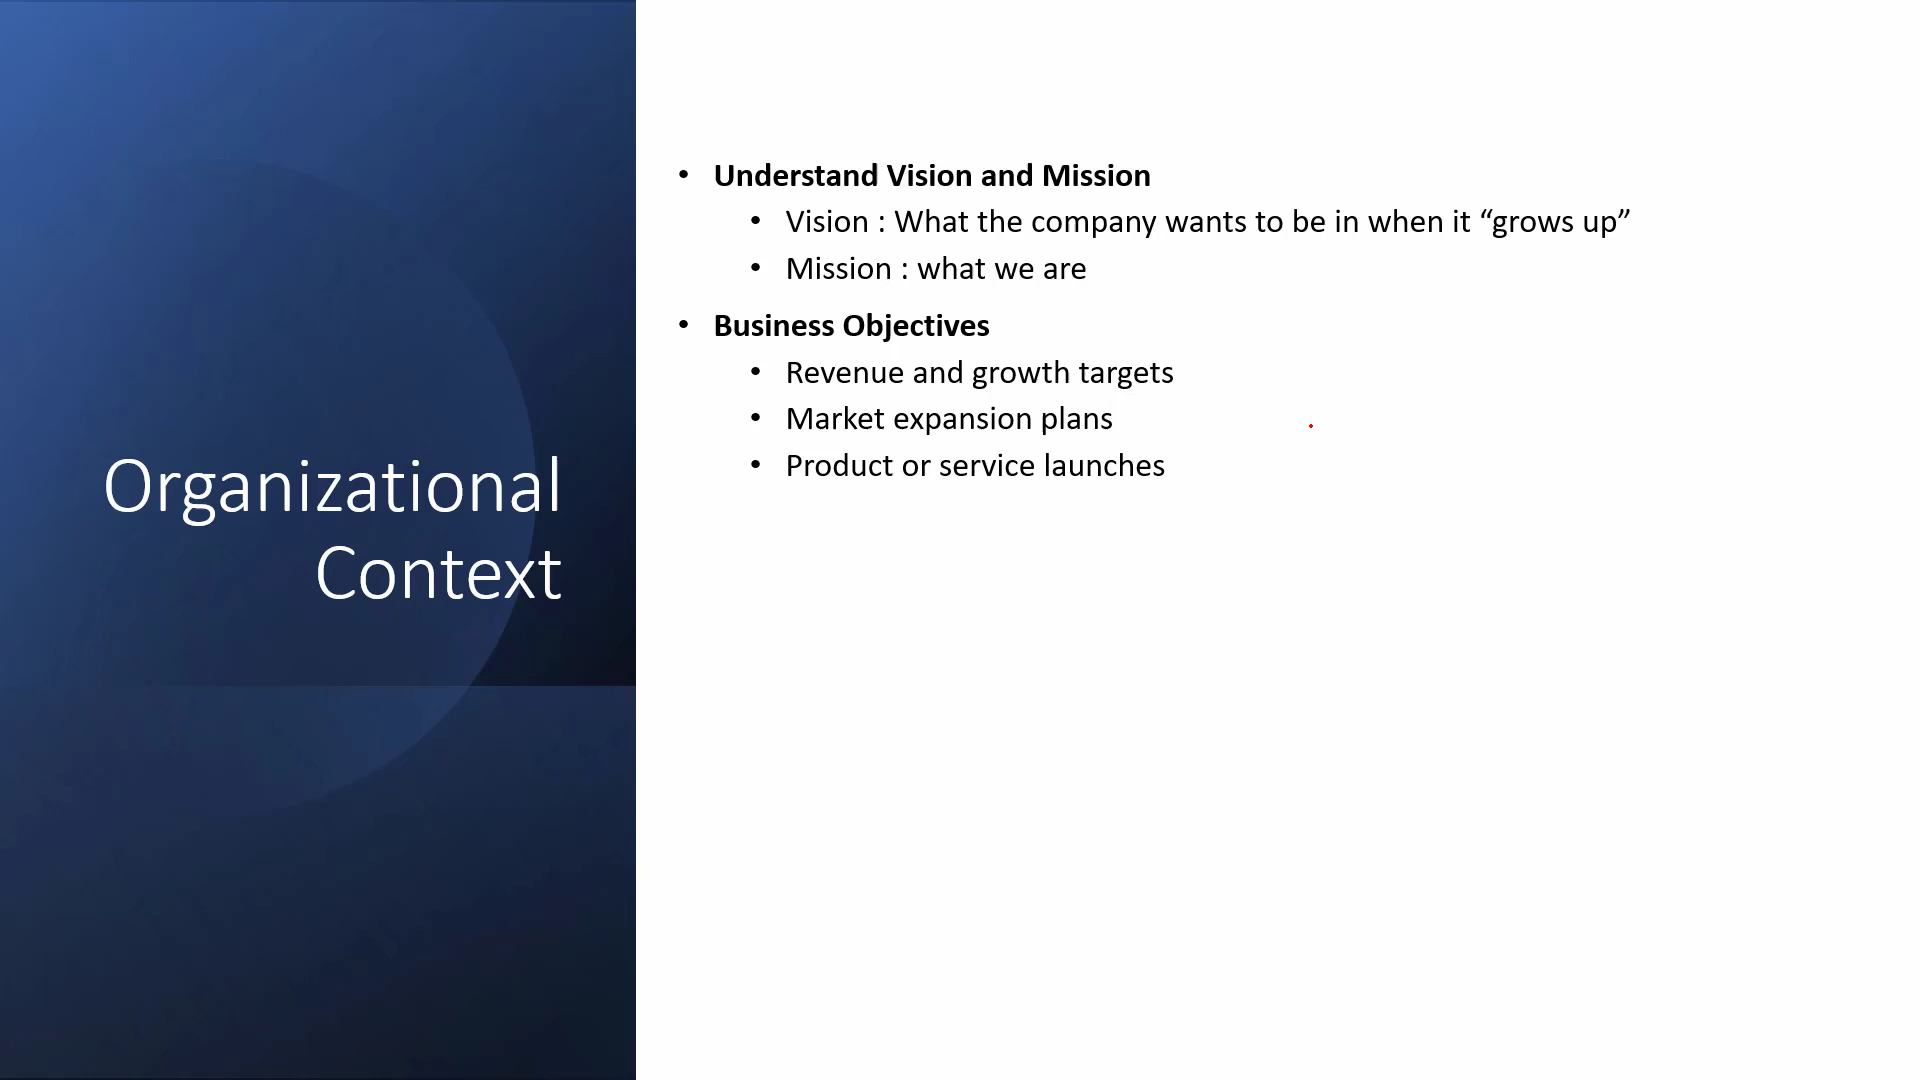 Organizational
Context
• Understand Vision and Mission
• Vision : What the company wants to be in when it “grows up”
• Mission : what we are
• Business Objectives
• Revenue and growth targets
• Market expansion plans
• Product or service launches